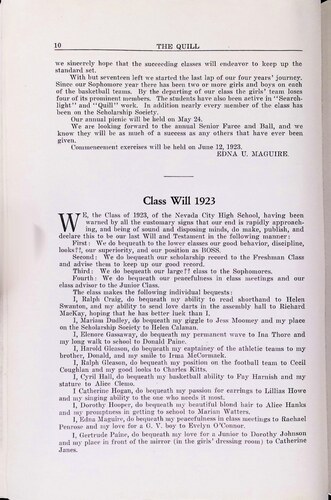 10 THE QUILL
we sincerely hope that the succeeding classes will endeavor to keep up the
standard set.
With but seventeen left we started the last lap of our four years' journey.
Since our Sophomore year there has been two or more girls and boys on each
of the basketball teams. By the departing of our class the girls' team loses
four of its prominent members. The students have also been active in "Search-
light" and "Quill" work. In addition nearly every member of the class has
been on the Scholarship Society.
Our annual picnic will be held on May 24.
We are looking forward to the annual Senior Farce and Ball, and we
know they will be as much of a success as any others that have ever been
given.
Commencement exercises will be held on June 12, 1923.
EDNA U. MAGUIRE.
Class Will 1923
WE, the Class of 1923, of the Nevada City High School, having been
warned by all the customary signs that our end is rapidly approach-
ing, and being of sound and disposing minds, do make, publish, and
declare this to be our last Will and Testament in the following manner:
First: We do bequeath to the lower classes our good behavior, discipline,
looks??, our superiority, and our position as BOSS.
Second: We do bequeath our scholarship record to the Freshman Class
and advise them to keep up our good record.
Third: We do bequeath our large?? class to the Sophomores.
Fourth: We do bequeath our peacefulness in class meetings and our
class advisor to the Junior Class.
The class makes the following individual bequests:
I, Ralph Craig, do bequeath my ability to read shorthand to Helen
Swanton, and my ability to send love darts in the assembly hall to Richard
MacKay, hoping that he has better luck than I.
I, Marian Dudley, do bequeath my giggle to Jess Moonsey and my place
on the Scholarship Society to Helen Calanan.
I, Elenore Gassaway, do bequeath my permanent wave to Ina Thore and
my long walk to school to Donald Paine.
I, Harold Gleason, do bequeath my captaincy of the athletic teams to my
brother, Donald, and my smile to Irma McCormack.
I, Ralph Gleason, do bequeath my position on the football team to Cecil
Coughlan and my good looks to Charles Kitts.
I, Cyril Hall, do bequeath my basketball ability to Fay Harnish and my
stature to Alice Clemo.
I Catherine Hogan, do bequeath my passion for earrings to Lillian Hawe
and my singing ability to the one who needs it most.
I, Dorothy Hosper, do bequeath my beautiful blond hair to Alice Hanks
and my promptness in getting to school to Marian Watters.
I, Edna Maguire, do bequeath my peacefulness in class meetings to Rachael
Penrose and my love for a G. V. boy to Evelyn O'Connor.
I, Gertrude Paine, do bequeath my love for a Junior to Dorothy Johnson
and my place in front of the mirror (in the girls' dressing room) to Catherine
Janes.